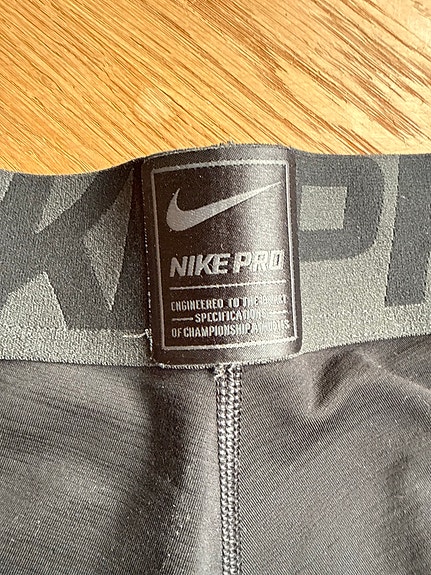 NIKE PRO
ENGINEERED TO THE EXACT
SPECIFICATIONS
OF CHAMPIONSHIP ATHLETES